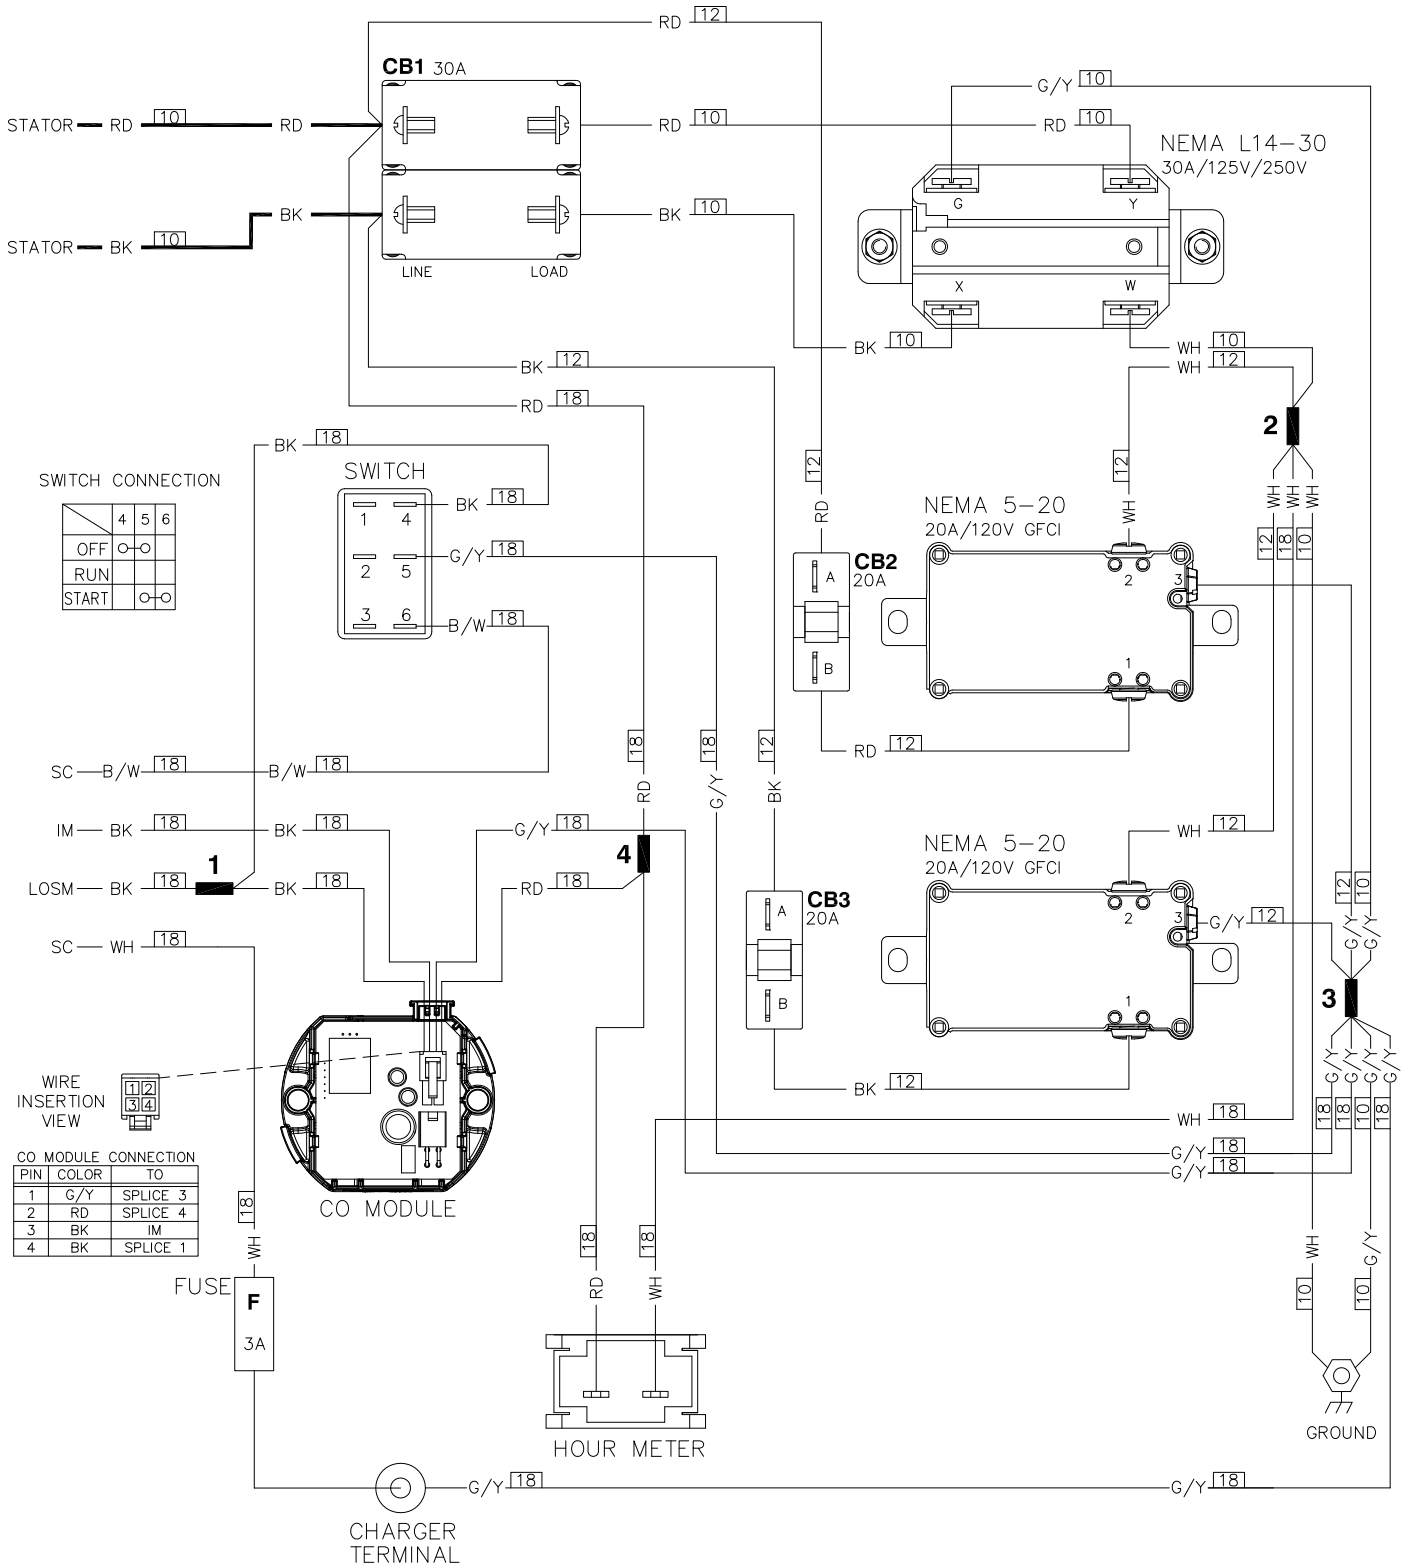 RD 12
CB1 30A
G/Y 10
STATOR RD 10 RD
RD 10
RD 10
NEMA L14-30
30A/125V/250V
G Y
BK
BK 10
STATOR BK 10
LINE LOAD
X W
BK 10
WH 10
BK 12
WH 12
RD 18
2
BK 18
SWITCH
SWITCH CONNECTION
4 5 6
OFF
RUN
START
1 4
BK 18
2 5
G/Y 18
3 6
B/W 18
12
RD
12
WH
WH WH WH
12 18 10
NEMA 5-20
20A/120V GFCI
CB2
20A
A
B
2 3
1
RD 12
18
RD
18
G/Y
12
BK
SC B/W 18 B/W 18
IM BK 18 BK 18
G/Y 18
WH 12
1
4
LOSM BK 18 BK 18
RD 18
NEMA 5-20
20A/120V GFCI
CB3
20A
A
B
2 3
1
G/Y 12
12 10
G/Y G/Y
SC WH 18
3
G/Y G/Y G/Y G/Y
18 18 10 18
BK 12
WH 18
G/Y 18
G/Y 18
WIRE
INSERTION
VIEW
1 2
3 4
CO MODULE CONNECTION
PIN COLOR TO
1 G/Y SPLICE 3
2 RD SPLICE 4
3 BK IM
4 BK SPLICE 1
CO MODULE
18
WH
FUSE
F
3A
18
RD
18
WH
WH
10
G/Y
10
GROUND
HOUR METER
G/Y 18
G/Y 18
CHARGER
TERMINAL